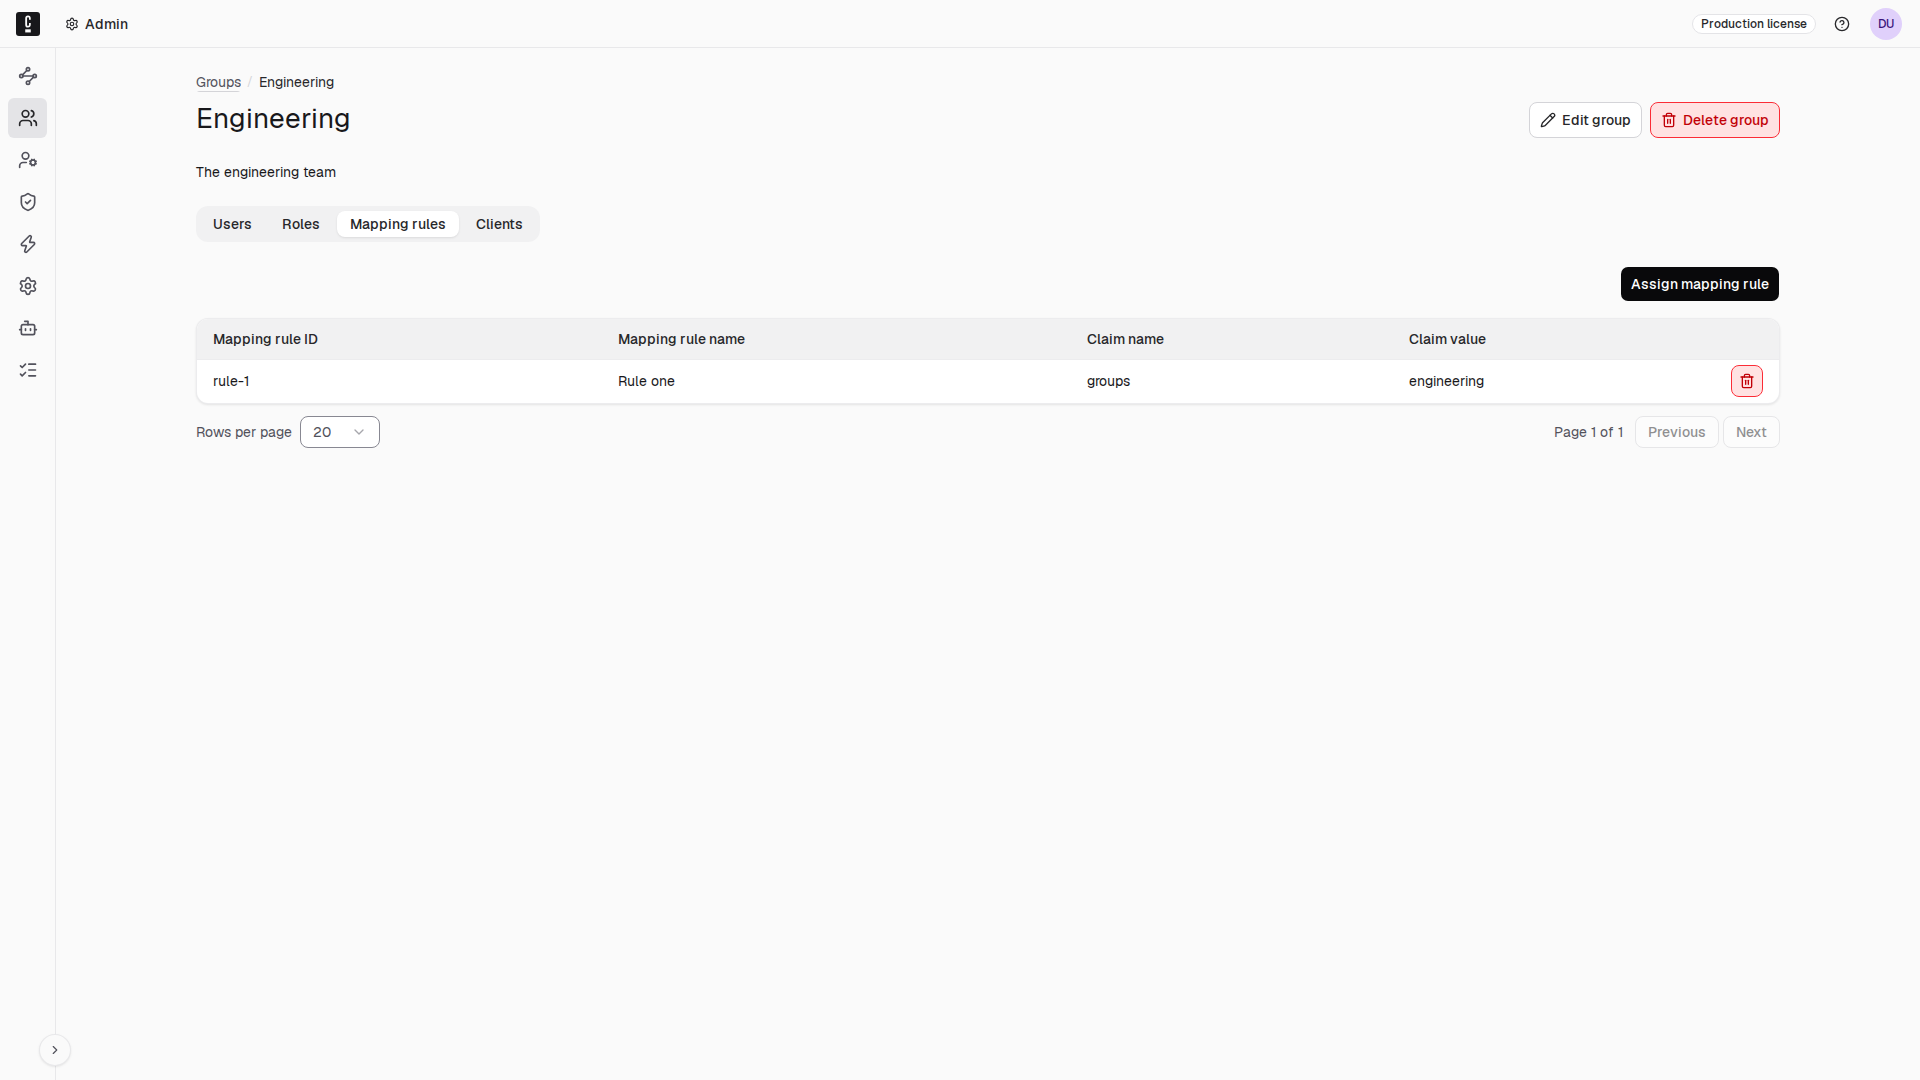 Admin
Production license
DU
Groups / Engineering
Engineering
Edit group
Delete group
The engineering team
Users
Roles
Mapping rules
Clients
Assign mapping rule
Mapping rule ID
Mapping rule name
Claim name
Claim value
rule-1
Rule one
groups
engineering
Rows per page
20
Page 1 of 1
Previous
Next